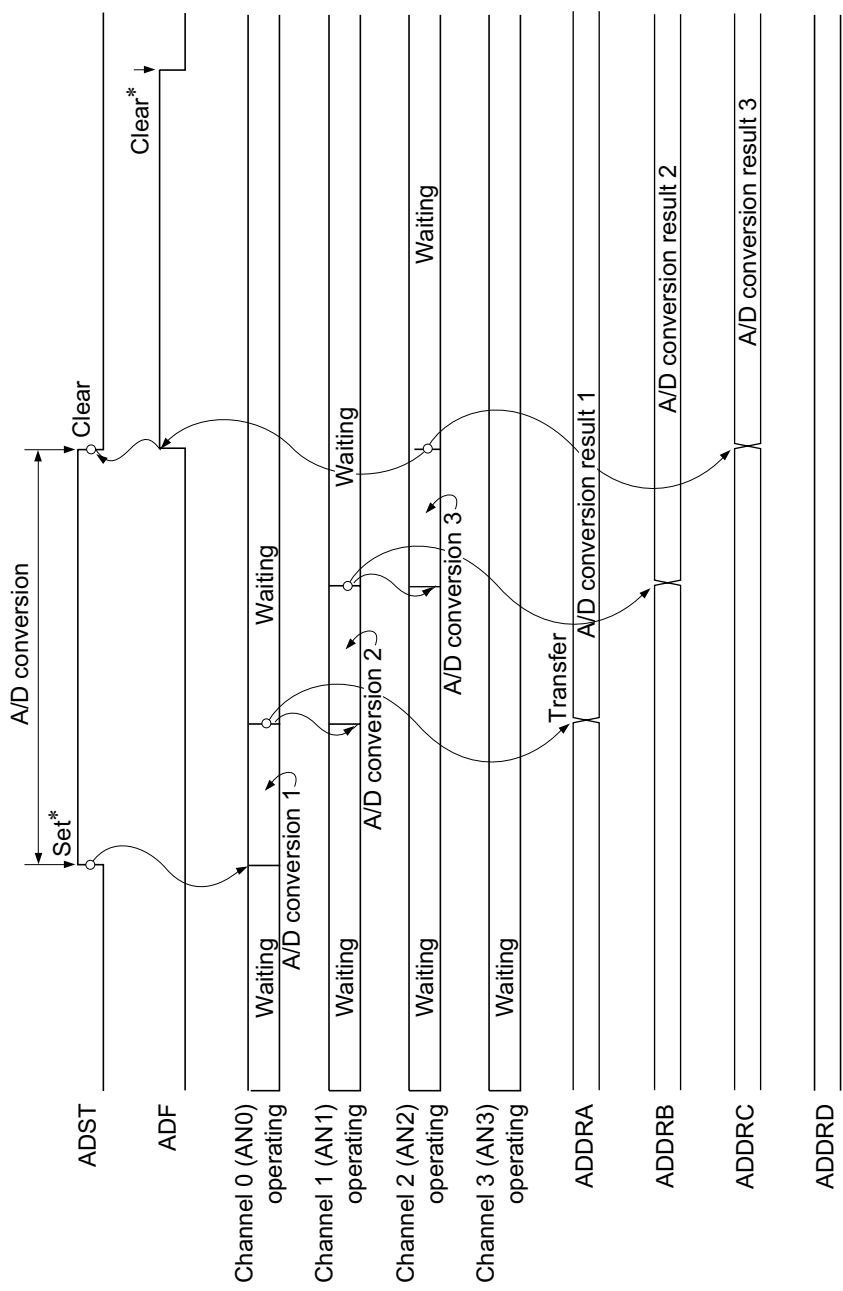 A/D conversion
Set*
Clear
Clear*
ADST
ADF
Channel 0 (AN0)
operating
Waiting
A/D conversion 1
Waiting
Channel 1 (AN1)
operating
Waiting
A/D conversion 2
Waiting
Channel 2 (AN2)
operating
Waiting
A/D conversion 3
Waiting
Channel 3 (AN3)
operating
Waiting
Transfer
ADDRA
A/D conversion result 1
ADDRB
A/D conversion result 2
ADDRC
A/D conversion result 3
ADDRD